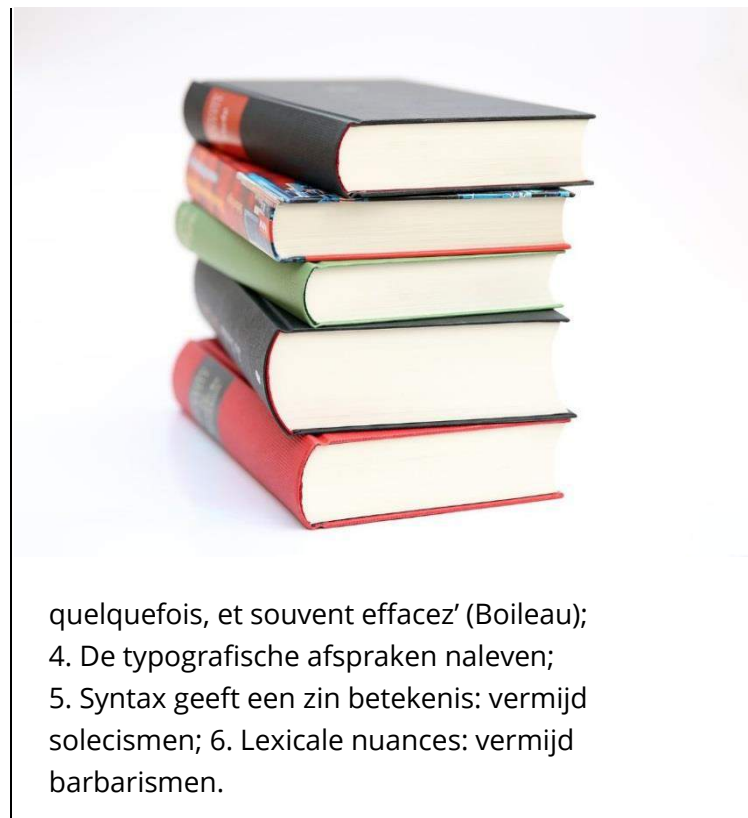 quelquefois, et souvent effacez’ (Boileau);
4. De typografische afspraken naleven;
5. Syntax geeft een zin betekenis: vermijd
solecismen; 6. Lexicale nuances: vermijd
barbarismen.